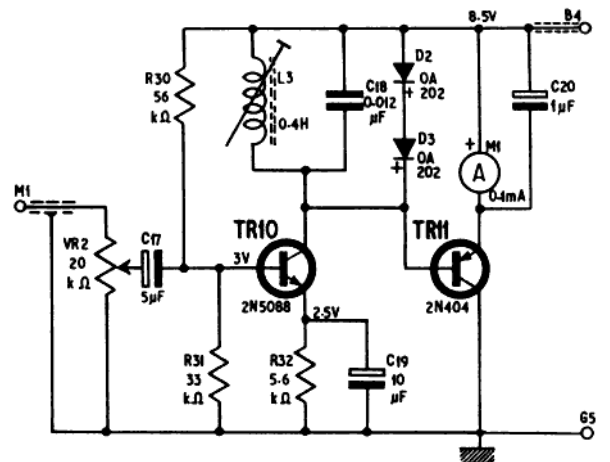 8.5V
B4
R30
56
kΩ
L3
0.4H
C18
0.012
µF
D2
OA
+ 202
D3
OA
+ 202
C20
1µF
+ M1
A
0-1mA
M1
VR2
20
kΩ
C17
5µF
3V
TR10
2N5088
TR11
2N404
2.5V
R31
33
kΩ
R32
5.6
kΩ
C19
10
µF
G5